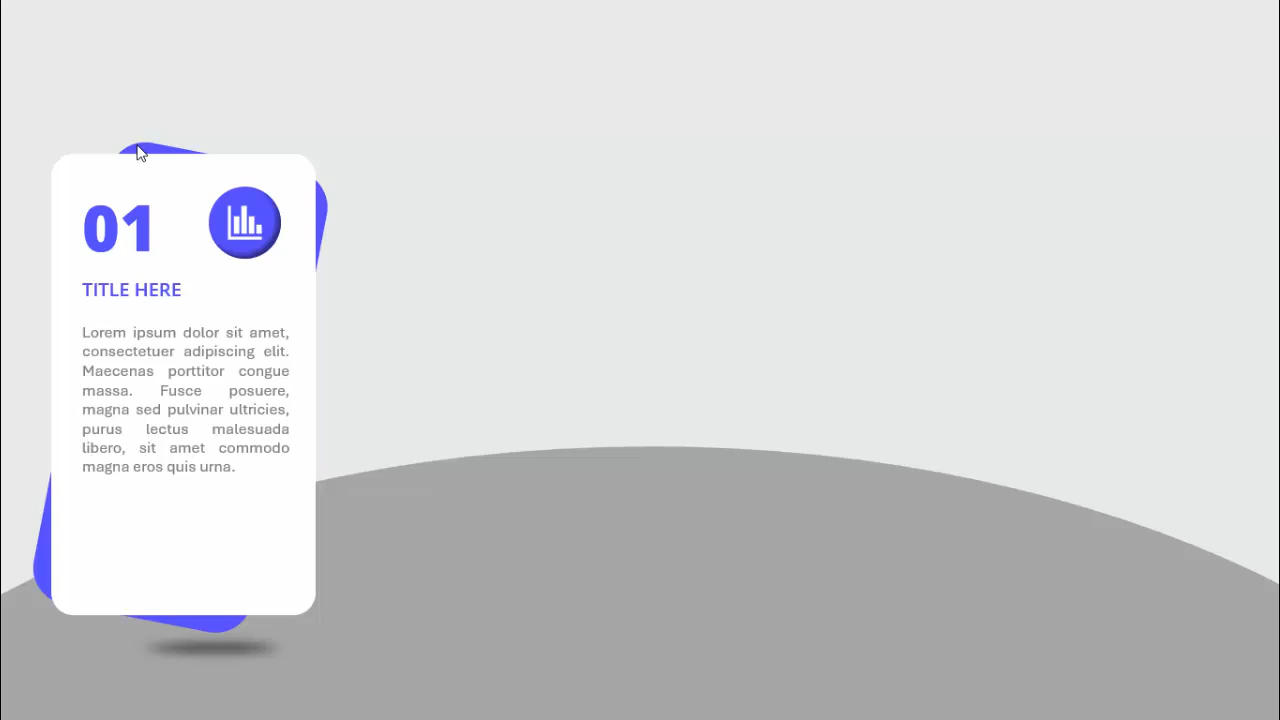 01
TITLE HERE
Lorem ipsum dolor sit amet,
consectetuer adipiscing elit.
Maecenas porttitor congue
massa. Fusce posuere,
magna sed pulvinar ultricies,
purus lectus malesuada
libero, sit amet commodo
magna eros quis urna.